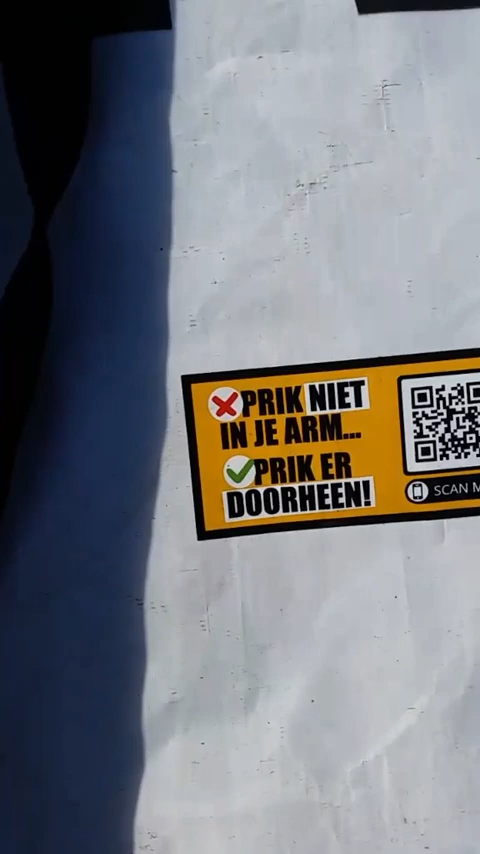 PRIK NIET
IN JE ARM...
PRIK ER
DOORHEEN!
SCAN